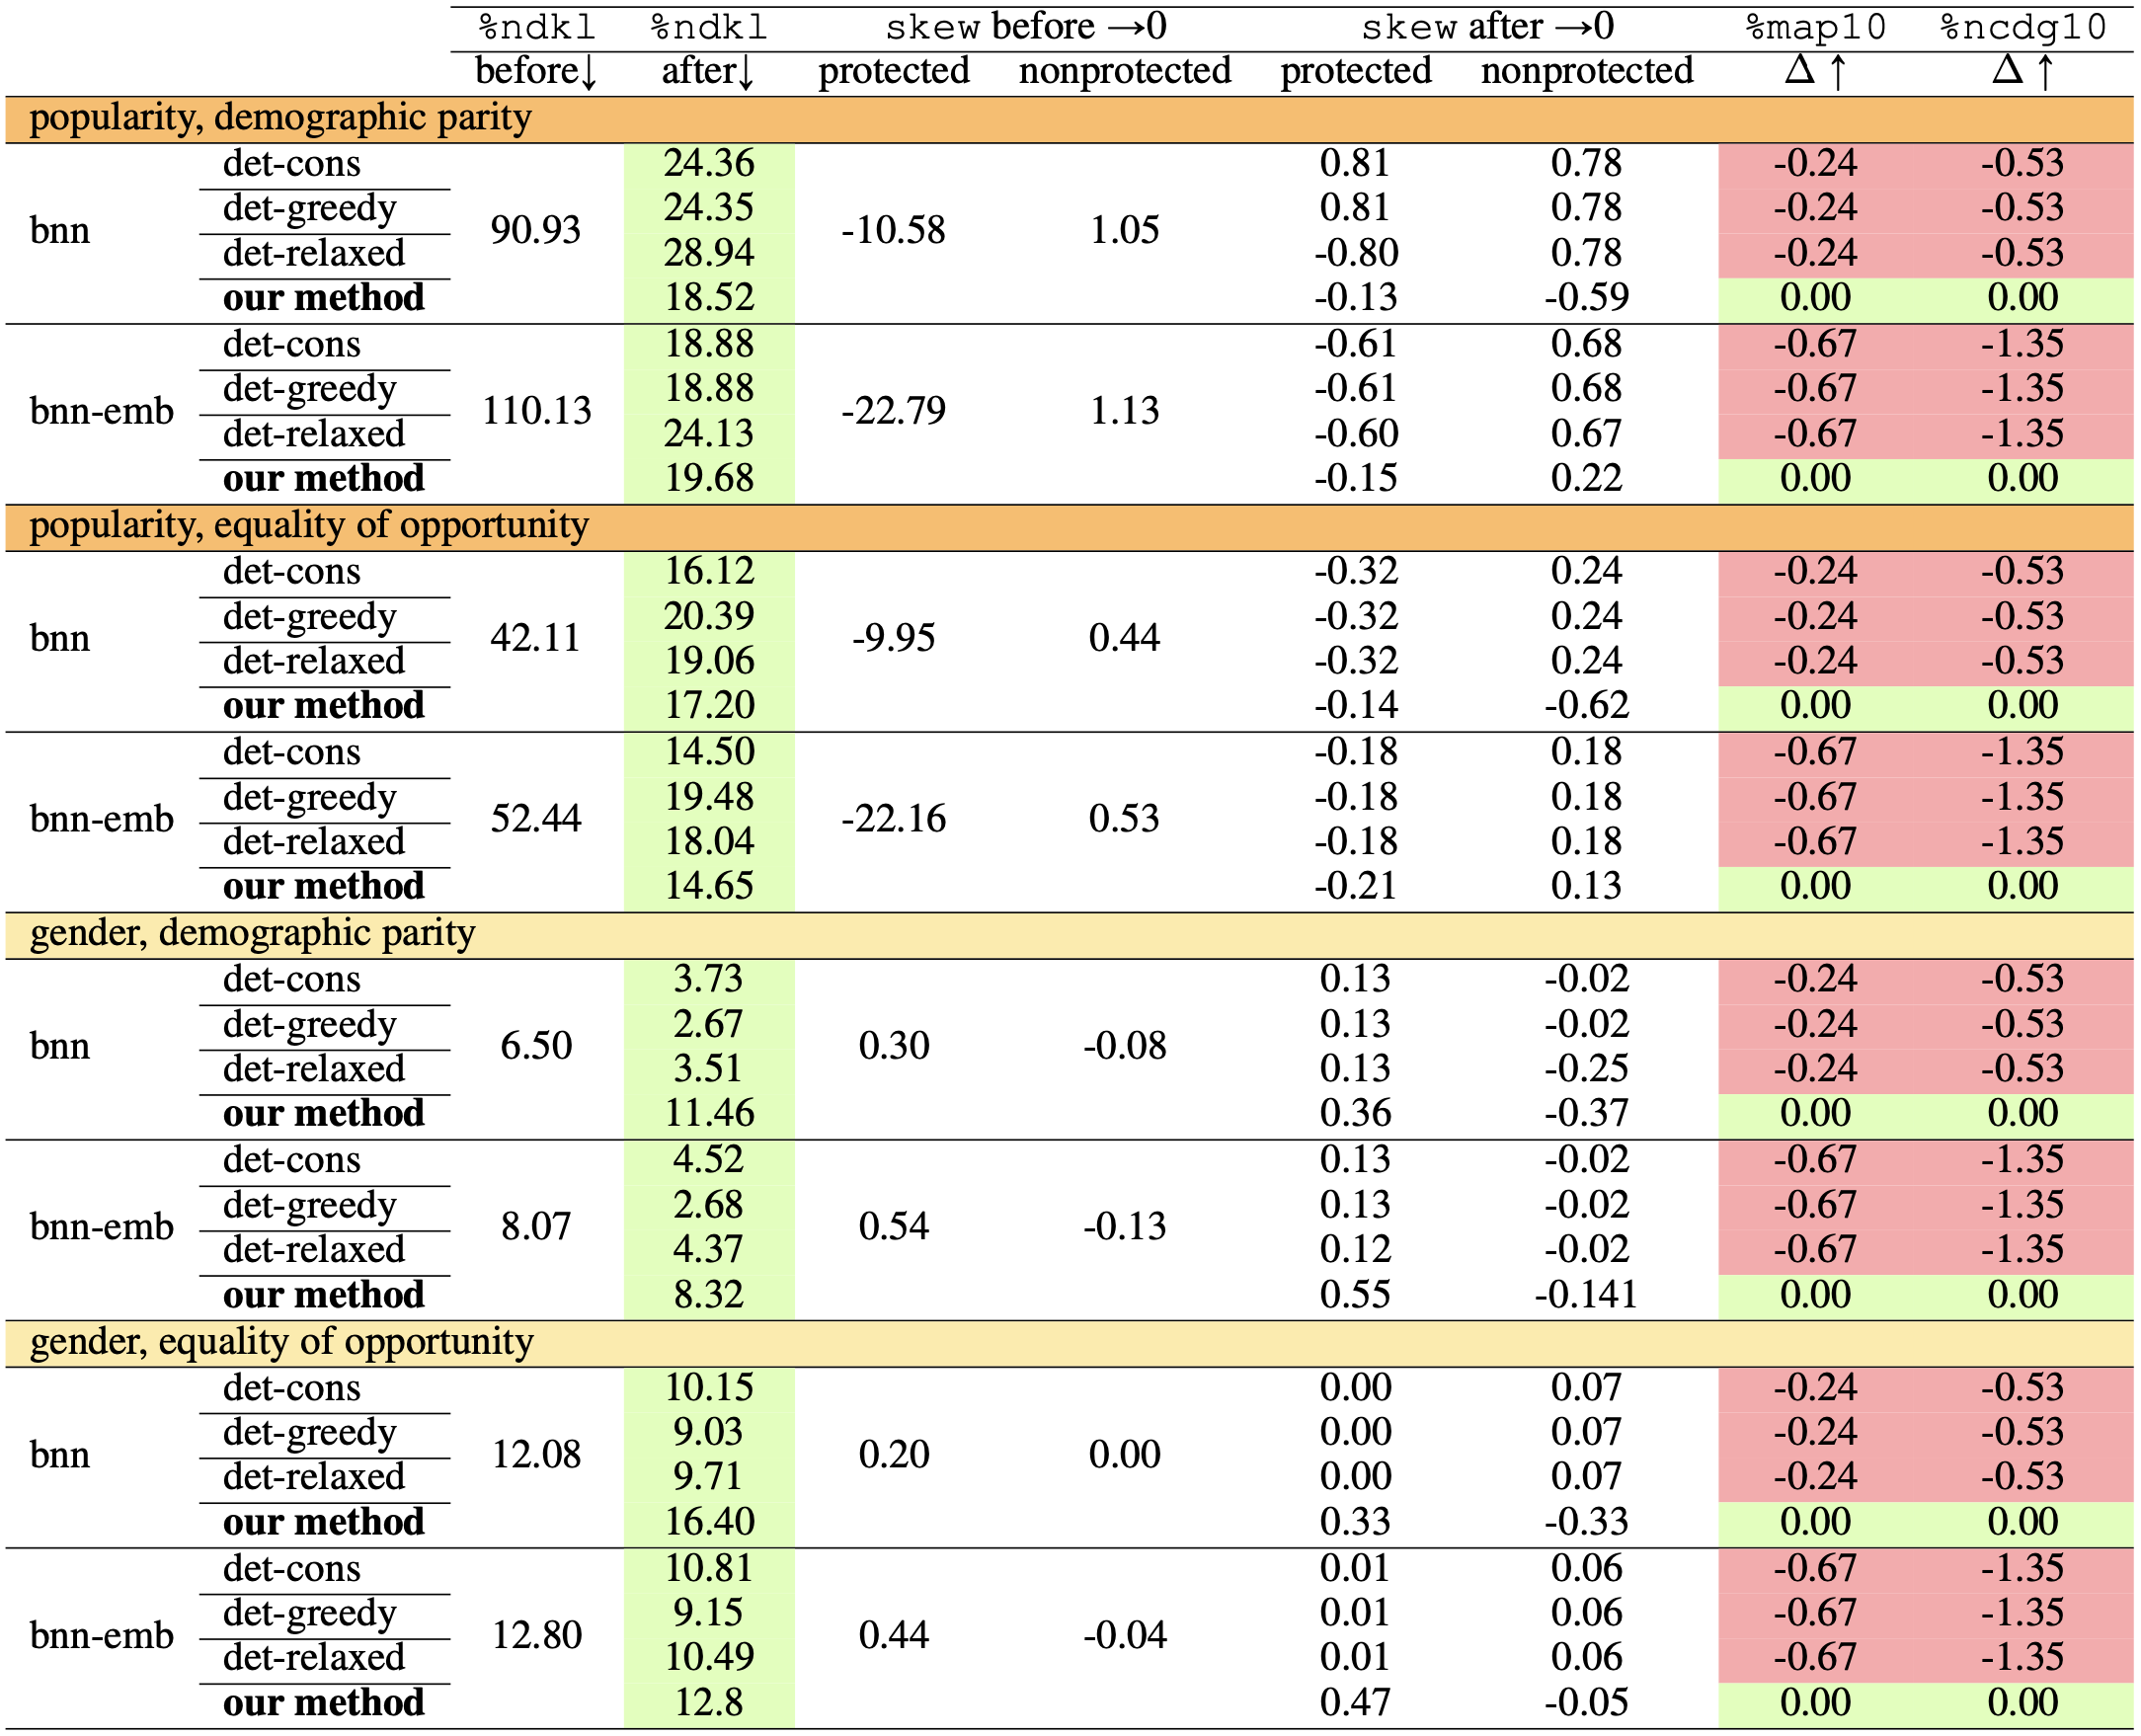 %ndkl %ndkl skew before →0 skew after →0 %map10 %ncdg10
before↓ after↓ protected nonprotected protected nonprotected Δ ↑ Δ ↑
popularity, demographic parity
bnn 90.93 -10.58 1.05
det-cons 24.36 0.81 0.78 -0.24 -0.53
det-greedy 24.35 0.81 0.78 -0.24 -0.53
det-relaxed 28.94 -0.80 0.78 -0.24 -0.53
our method 18.52 -0.13 -0.59 0.00 0.00
bnn-emb 110.13 -22.79 1.13
det-cons 18.88 -0.61 0.68 -0.67 -1.35
det-greedy 18.88 -0.61 0.68 -0.67 -1.35
det-relaxed 24.13 -0.60 0.67 -0.67 -1.35
our method 19.68 -0.15 0.22 0.00 0.00
popularity, equality of opportunity
bnn 42.11 -9.95 0.44
det-cons 16.12 -0.32 0.24 -0.24 -0.53
det-greedy 20.39 -0.32 0.24 -0.24 -0.53
det-relaxed 19.06 -0.32 0.24 -0.24 -0.53
our method 17.20 -0.14 -0.62 0.00 0.00
bnn-emb 52.44 -22.16 0.53
det-cons 14.50 -0.18 0.18 -0.67 -1.35
det-greedy 19.48 -0.18 0.18 -0.67 -1.35
det-relaxed 18.04 -0.18 0.18 -0.67 -1.35
our method 14.65 -0.21 0.13 0.00 0.00
gender, demographic parity
bnn 6.50 0.30 -0.08
det-cons 3.73 0.13 -0.02 -0.24 -0.53
det-greedy 2.67 0.13 -0.02 -0.24 -0.53
det-relaxed 3.51 0.13 -0.25 -0.24 -0.53
our method 11.46 0.36 -0.37 0.00 0.00
bnn-emb 8.07 0.54 -0.13
det-cons 4.52 0.13 -0.02 -0.67 -1.35
det-greedy 2.68 0.13 -0.02 -0.67 -1.35
det-relaxed 4.37 0.12 -0.02 -0.67 -1.35
our method 8.32 0.55 -0.141 0.00 0.00
gender, equality of opportunity
bnn 12.08 0.20 0.00
det-cons 10.15 0.00 0.07 -0.24 -0.53
det-greedy 9.03 0.00 0.07 -0.24 -0.53
det-relaxed 9.71 0.00 0.07 -0.24 -0.53
our method 16.40 0.33 -0.33 0.00 0.00
bnn-emb 12.80 0.44 -0.04
det-cons 10.81 0.01 0.06 -0.67 -1.35
det-greedy 9.15 0.01 0.06 -0.67 -1.35
det-relaxed 10.49 0.01 0.06 -0.67 -1.35
our method 12.8 0.47 -0.05 0.00 0.00